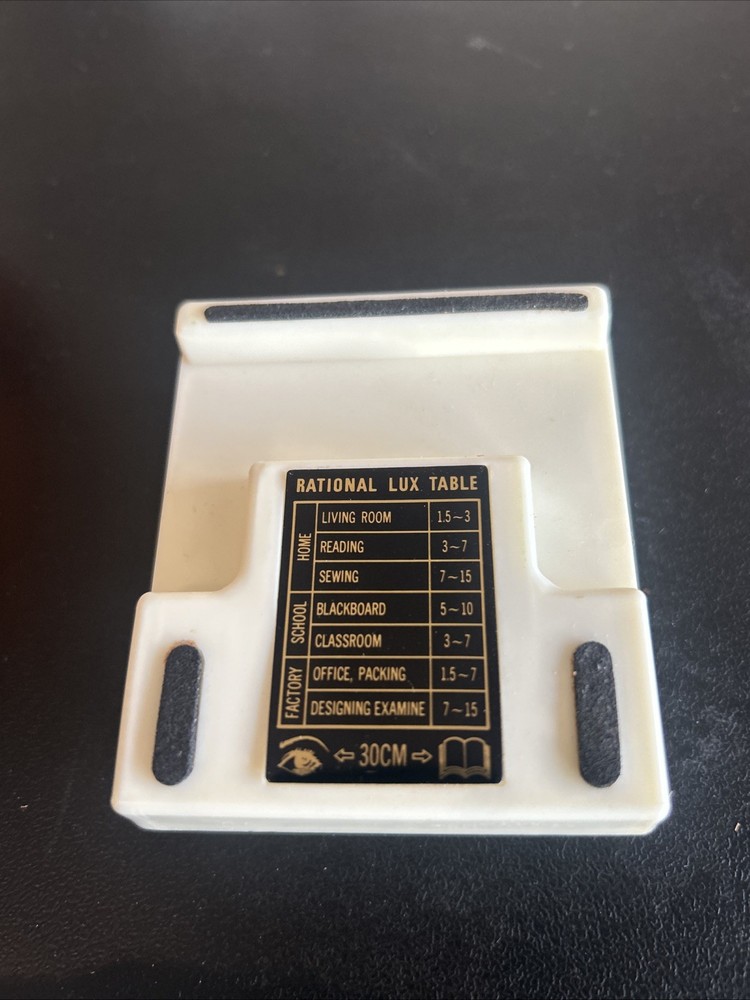 RATIONAL LUX TABLE
HOME
LIVING ROOM 1.5~3
READING 3~7
SEWING 7~15
SCHOOL
BLACKBOARD 5~10
CLASSROOM 3~7
FACTORY
OFFICE, PACKING 1.5~7
DESIGNING EXAMINE 7~15
⇦ 30CM ⇨